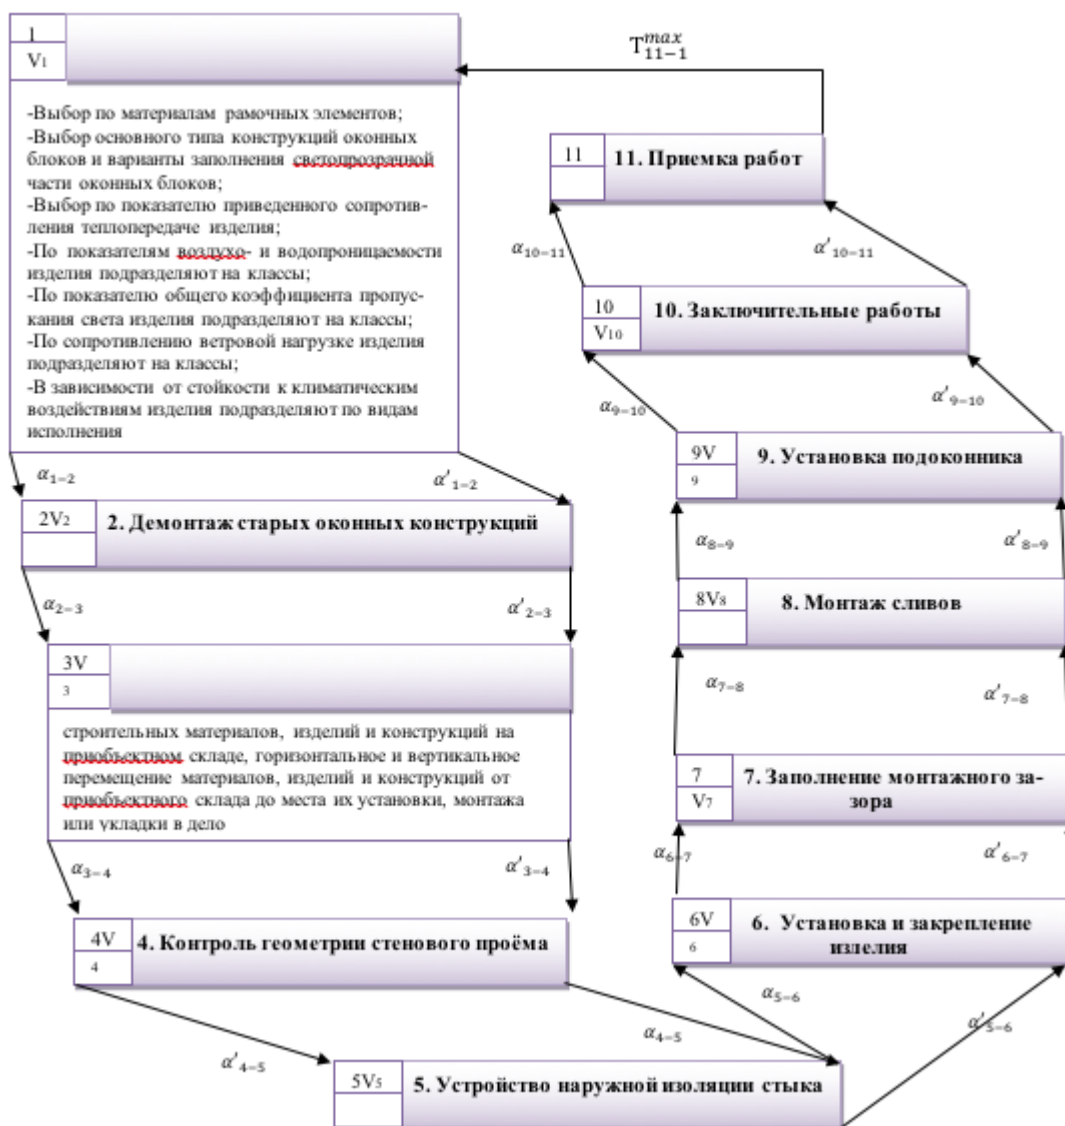 1
V₁
-Выбор по материалам рамочных элементов;
-Выбор основного типа конструкций оконных
блоков и варианты заполнения светопрозрачной
части оконных блоков;
-Выбор по показателю приведенного сопротив-
ления теплопередаче изделия;
-По показателям воздухо- и водопроницаемости
изделия подразделяют на классы;
-По показателю общего коэффициента пропус-
кания света изделия подразделяют на классы;
-По сопротивлению ветровой нагрузке изделия
подразделяют на классы;
-В зависимости от стойкости к климатическим
воздействиям изделия подразделяют по видам
исполнения
α₁₋₂
α'₁₋₂
2V₂
2. Демонтаж старых оконных конструкций
α₂₋₃
α'₂₋₃
3V
3
строительных материалов, изделий и конструкций на
приобъектном складе, горизонтальное и вертикальное
перемещение материалов, изделий и конструкций от
приобъектного склада до места их установки, монтажа
или укладки в дело
α₃₋₄
α'₃₋₄
4V
4
4. Контроль геометрии стенового проёма
α'₄₋₅
α₄₋₅
5V₅
5. Устройство наружной изоляции стыка
α₅₋₆
α'₅₋₆
6V
6
6. Установка и закрепление
изделия
α₆₋₇
α'₆₋₇
7
V₇
7. Заполнение монтажного за-
зора
α₇₋₈
α'₇₋₈
8V₈
8. Монтаж сливов
α₈₋₉
α'₈₋₉
9V
9
9. Установка подоконника
α₉₋₁₀
α'₉₋₁₀
10
V₁₀
10. Заключительные работы
α₁₀₋₁₁
α'₁₀₋₁₁
11
11. Приемка работ
T₁₁₋₁^max